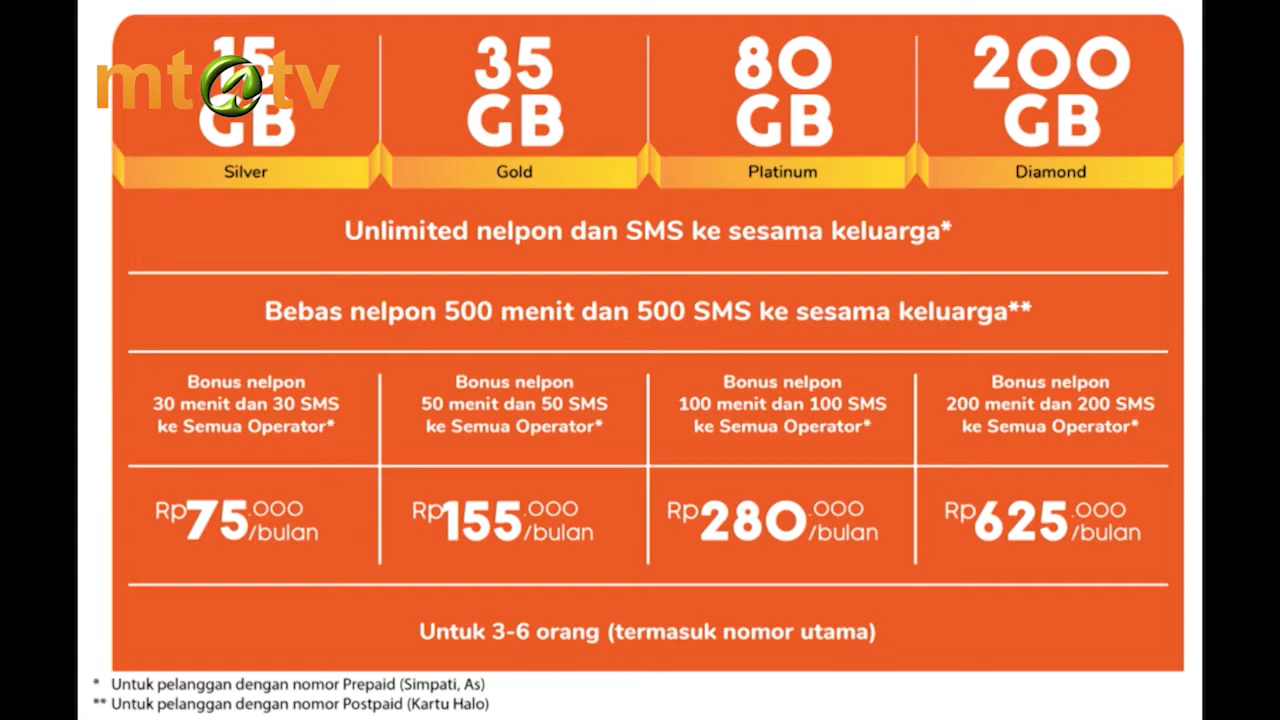 mt@tv
15
GB
Silver
35
GB
Gold
80
GB
Platinum
200
GB
Diamond
Unlimited nelpon dan SMS ke sesama keluarga*
Bebas nelpon 500 menit dan 500 SMS ke sesama keluarga**
Bonus nelpon
30 menit dan 30 SMS
ke Semua Operator*
Bonus nelpon
50 menit dan 50 SMS
ke Semua Operator*
Bonus nelpon
100 menit dan 100 SMS
ke Semua Operator*
Bonus nelpon
200 menit dan 200 SMS
ke Semua Operator*
Rp75.000/bulan
Rp155.000/bulan
Rp280.000/bulan
Rp625.000/bulan
Untuk 3-6 orang (termasuk nomor utama)
* Untuk pelanggan dengan nomor Prepaid (Simpati, As)
** Untuk pelanggan dengan nomor Postpaid (Kartu Halo)